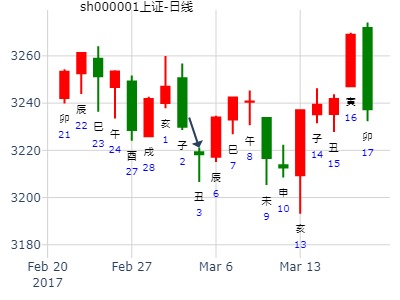 sh000001上证-日线
3260
3240
3220
3200
3180
卯
21
辰
22
巳
23
午
24
酉
27
戌
28
亥
1
子
2
丑
3
辰
6
巳
7
午
8
未
9
申
10
亥
13
子
14
丑
15
寅
16
卯
17
Feb 20
2017
Feb 27
Mar 6
Mar 13